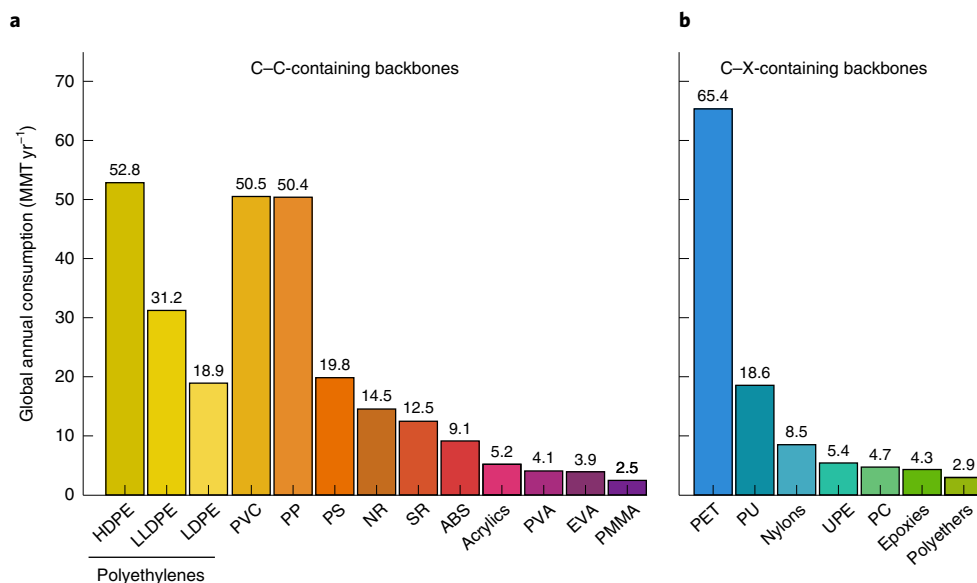 a
C–C-containing backbones
Global annual consumption (MMT yr⁻¹)
70
60
50
40
30
20
10
0
52.8
31.2
18.9
50.5
50.4
19.8
14.5
12.5
9.1
5.2
4.1
3.9
2.5
HDPE
LLDPE
LDPE
PVC
PP
PS
NR
SR
ABS
Acrylics
PVA
EVA
PMMA
Polyethylenes
b
C–X-containing backbones
65.4
18.6
8.5
5.4
4.7
4.3
2.9
PET
PU
Nylons
UPE
PC
Epoxies
Polyethers